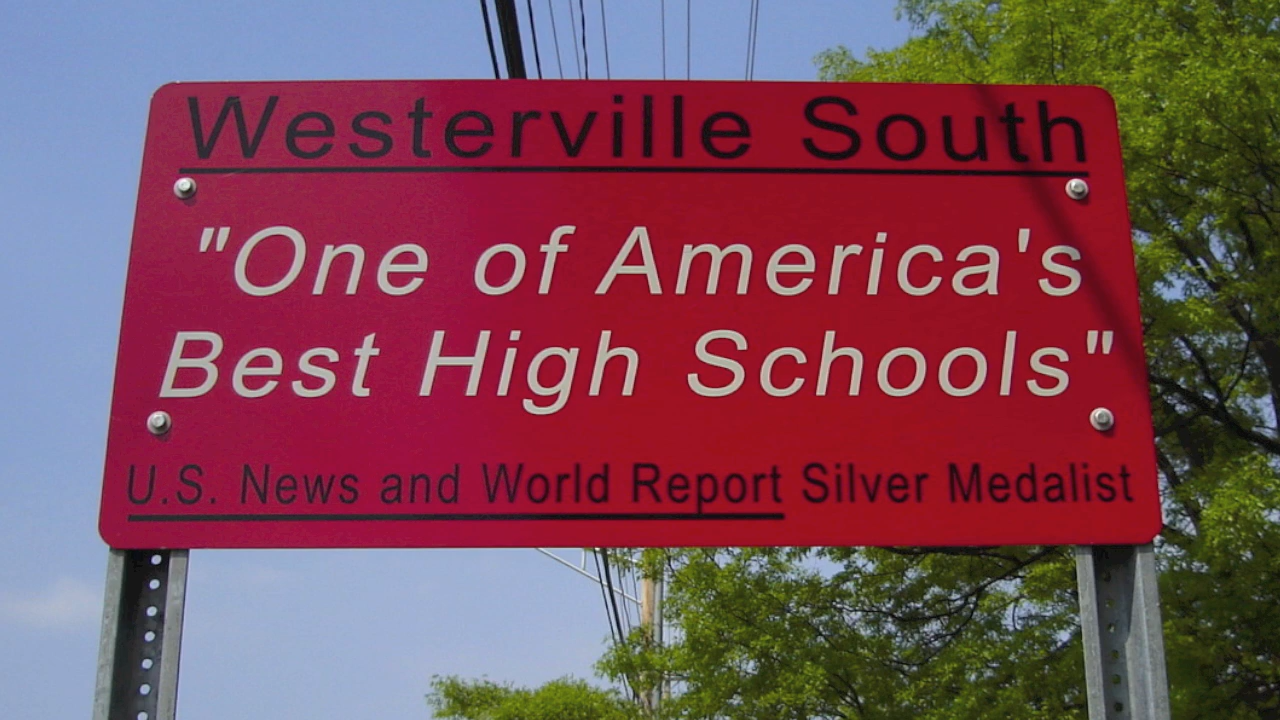 Westerville South
"One of America's
Best High Schools"
U.S. News and World Report Silver Medalist